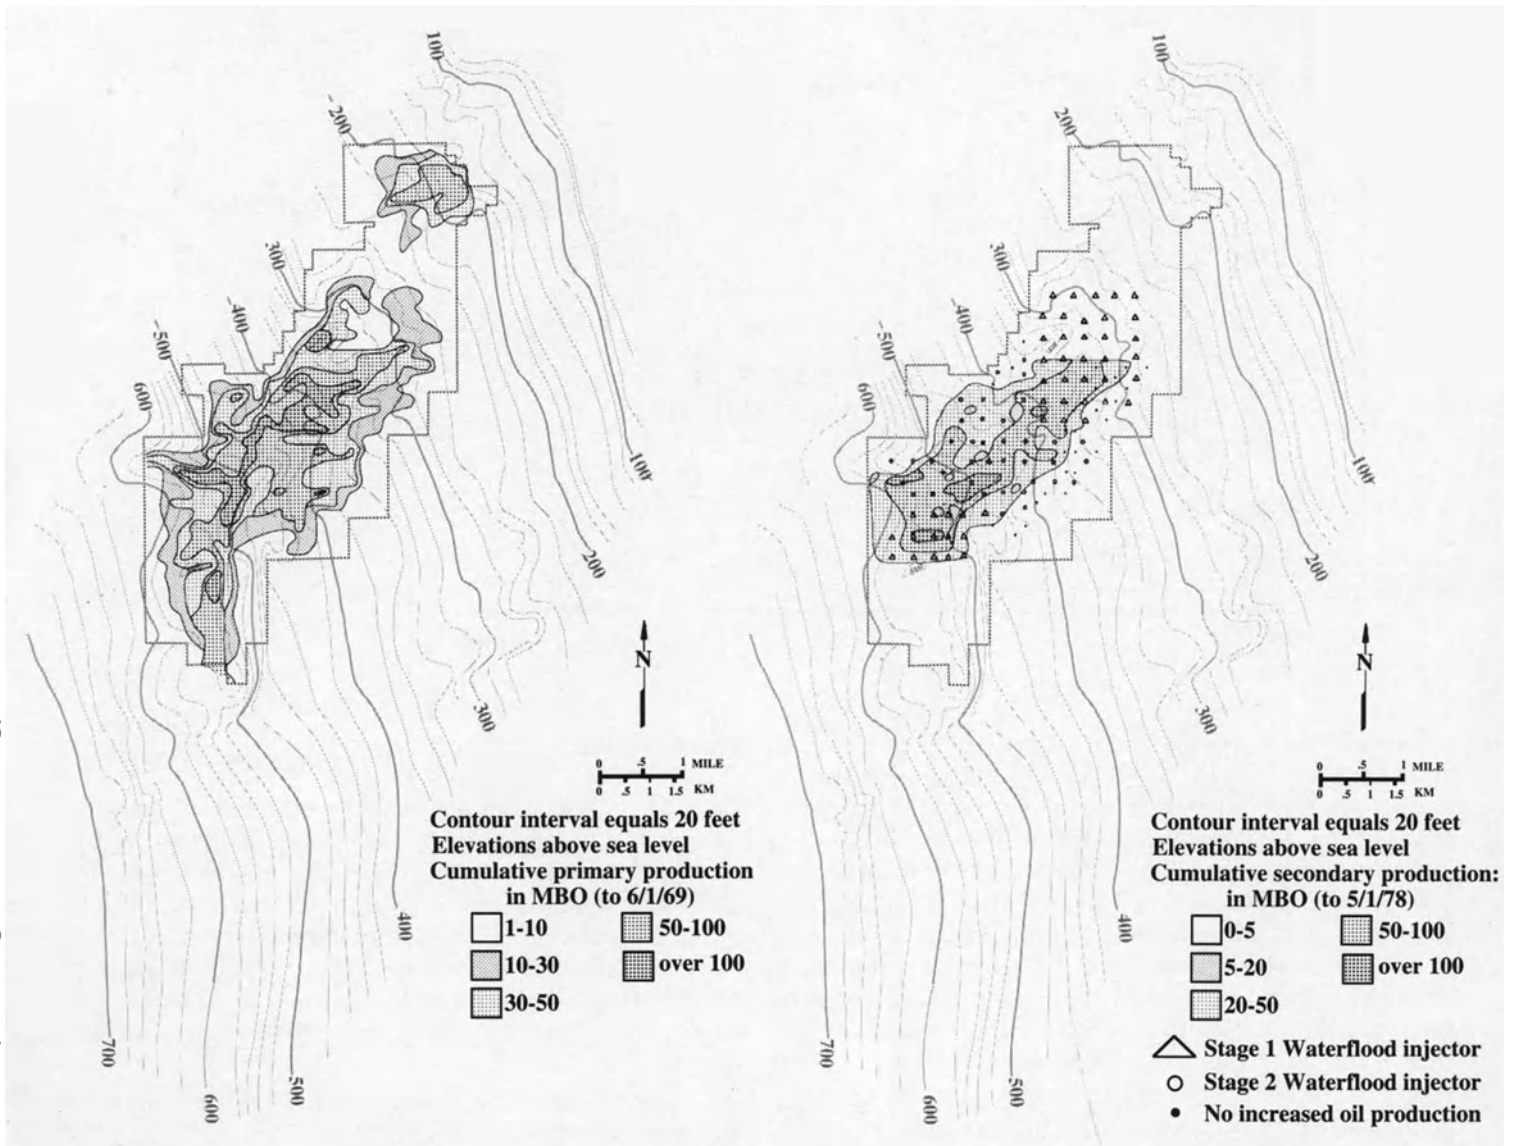 100
- 200
300
-400
-500
600
100
200
300
400
500
600
700
N
0 .5 1 MILE
0 .5 1 1.5 KM
Contour interval equals 20 feet
Elevations above sea level
Cumulative primary production
in MBO (to 6/1/69)
1-10
50-100
10-30
over 100
30-50
100
200
300
-400
-500
600
100
200
300
400
500
600
700
N
0 .5 1 MILE
0 .5 1 1.5 KM
Contour interval equals 20 feet
Elevations above sea level
Cumulative secondary production:
in MBO (to 5/1/78)
0-5
50-100
5-20
over 100
20-50
Stage 1 Waterflood injector
Stage 2 Waterflood injector
No increased oil production